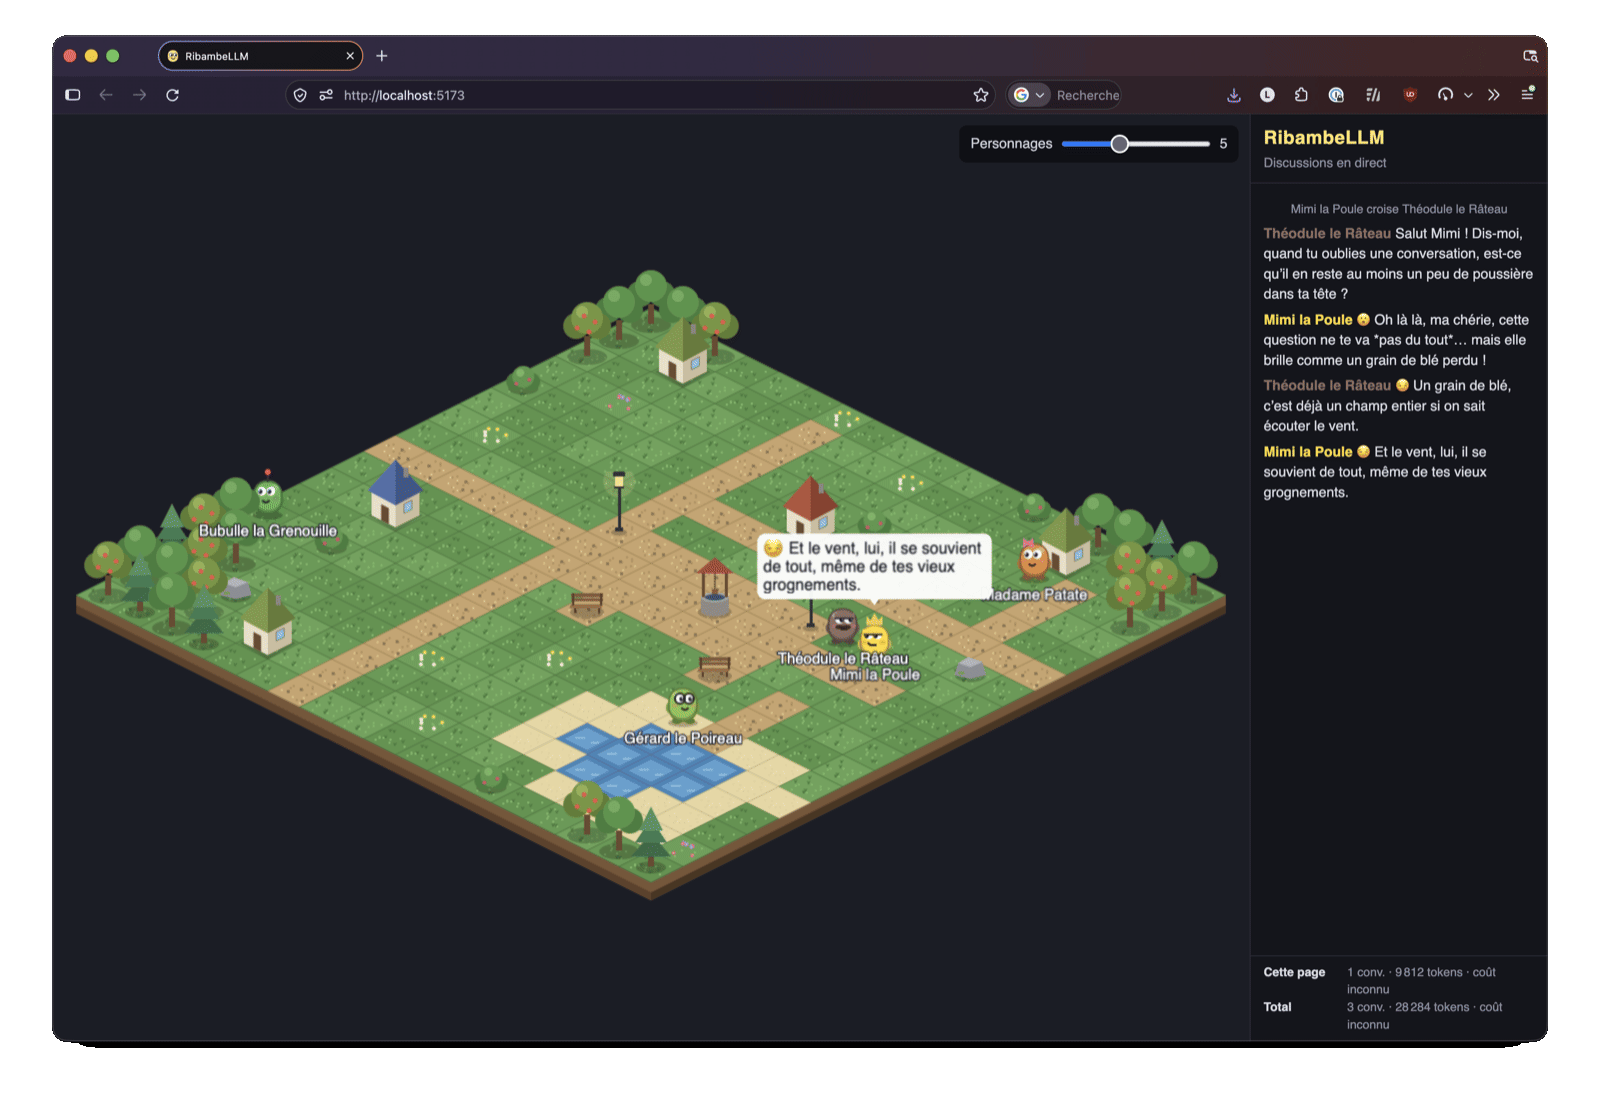 RibambeLLM
http://localhost:5173
Recherche
Personnages 5
RibambeLLM
Discussions en direct
Mimi la Poule croise Théodule le Râteau
Théodule le Râteau Salut Mimi ! Dis-moi,
quand tu oublies une conversation, est-ce
qu'il en reste au moins un peu de poussière
dans ta tête ?
Mimi la Poule 😗 Oh là là, ma chérie, cette
question ne te va *pas du tout*… mais elle
brille comme un grain de blé perdu !
Théodule le Râteau 😏 Un grain de blé,
c'est déjà un champ entier si on sait
écouter le vent.
Mimi la Poule 😏 Et le vent, lui, il se
souvient de tout, même de tes vieux
grognements.
Bubulle la Grenouille
😏 Et le vent, lui, il se souvient
de tout, même de tes vieux
grognements.
Madame Patate
Théodule le Râteau
Mimi la Poule
Gérard le Poireau
Cette page 1 conv. · 9 812 tokens · coût
inconnu
Total 3 conv. · 28 284 tokens · coût
inconnu